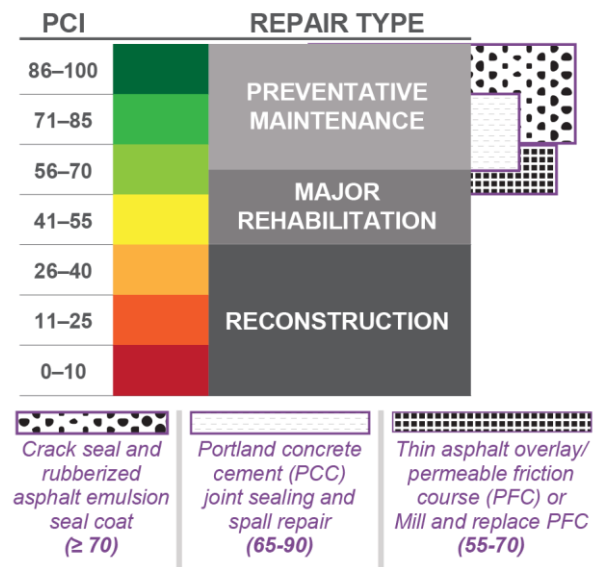 PCI REPAIR TYPE
86–100
71–85
56–70
41–55
26–40
11–25
0–10
PREVENTATIVE
MAINTENANCE
MAJOR
REHABILITATION
RECONSTRUCTION
Crack seal and
rubberized
asphalt emulsion
seal coat
(≥ 70)
Portland concrete
cement (PCC)
joint sealing and
spall repair
(65-90)
Thin asphalt overlay/
permeable friction
course (PFC) or
Mill and replace PFC
(55-70)